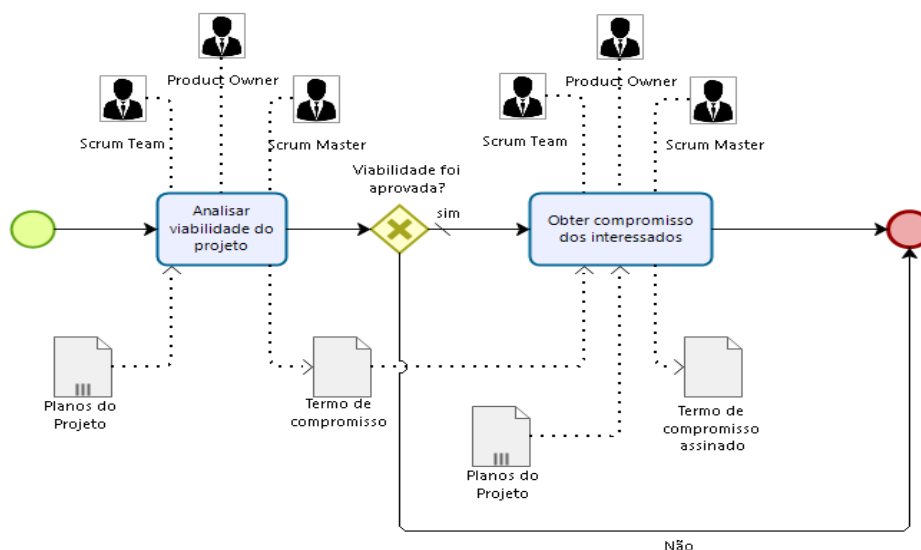 Product Owner
Product Owner
Scrum Team
Scrum Master
Scrum Team
Scrum Master
Viabilidade foi
aprovada?
sim
Analisar
viabilidade do
projeto
Obter compromisso
dos interessados
Planos do
Projeto
Termo de
compromisso
Termo de
compromisso
assinado
Planos do
Projeto
Não